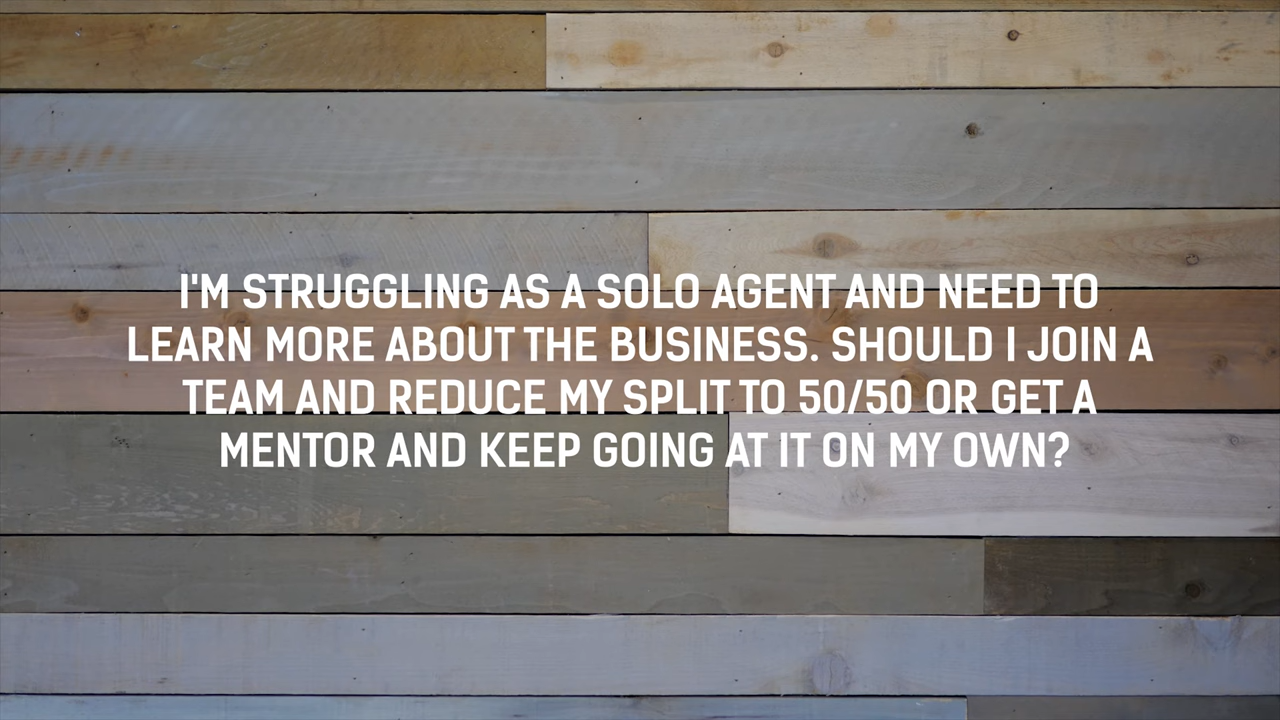 I'M STRUGGLING AS A SOLO AGENT AND NEED TO
LEARN MORE ABOUT THE BUSINESS. SHOULD I JOIN A
TEAM AND REDUCE MY SPLIT TO 50/50 OR GET A
MENTOR AND KEEP GOING AT IT ON MY OWN?